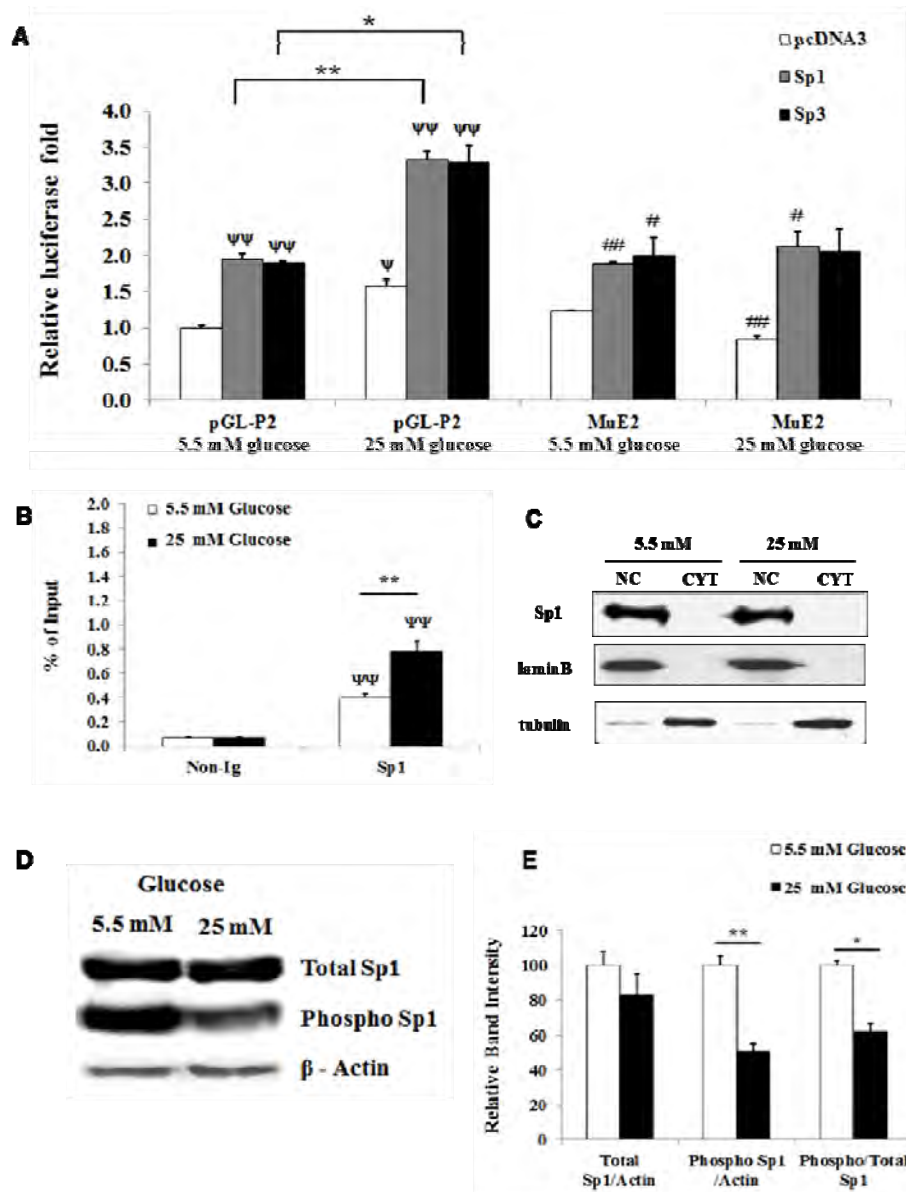 A
*
**
pcDNA3
Sp1
Sp3
Relative luciferase fold
4.0
3.5
3.0
2.5
2.0
1.5
1.0
0.5
0.0
ΨΨ ΨΨ
Ψ
ΨΨ ΨΨ
## #
## #
pGL-P2 pGL-P2 MuE2 MuE2
5.5 mM glucose 25 mM glucose 5.5 mM glucose 25 mM glucose
B
5.5 mM Glucose
25 mM Glucose
% of Input
2.0
1.8
1.6
1.4
1.2
1.0
0.8
0.6
0.4
0.2
0.0
**
ΨΨ
ΨΨ
Non-Ig Sp1
C
5.5 mM 25 mM
NC CYT NC CYT
Sp1
laminB
tubulin
D
Glucose
5.5 mM 25 mM
Total Sp1
Phospho Sp1
β - Actin
E
5.5 mM Glucose
25 mM Glucose
Relative Band Intensity
120
100
80
60
40
20
0
** *
Total Phospho Sp1 Phospho/Total
Sp1/Actin /Actin Sp1